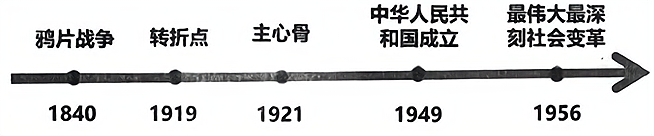 鸦片战争
转折点
主心骨
中华人民共
和国成立
最伟大最深
刻社会变革
1840
1919
1921
1949
1956